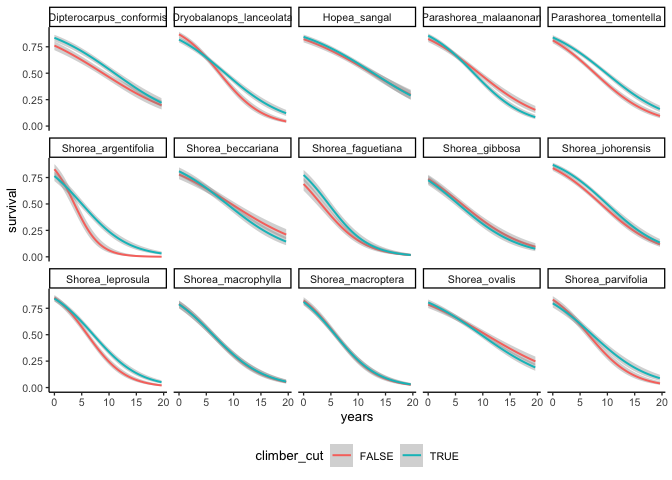 Dipterocarpus_conformis Dryobalanops_lanceolata Hopea_sangal Parashorea_malaanonan Parashorea_tomentella
0.75
0.50
0.25
0.00
Shorea_argentifolia Shorea_beccariana Shorea_faguetiana Shorea_gibbosa Shorea_johorensis
0.75
0.50
0.25
0.00
survival
Shorea_leprosula Shorea_macrophylla Shorea_macroptera Shorea_ovalis Shorea_parvifolia
0.75
0.50
0.25
0.00
0 5 10 15 20 0 5 10 15 20 0 5 10 15 20 0 5 10 15 20 0 5 10 15 20
years
climber_cut FALSE TRUE